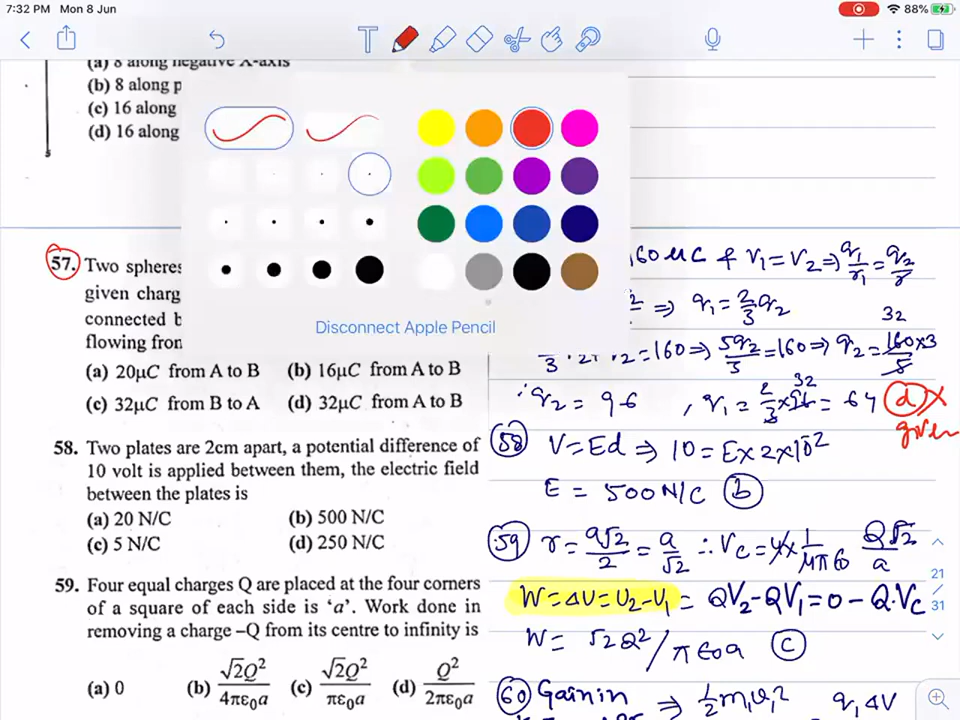 7:32 PM Mon 8 Jun
88%
(a) 8 along negative X-axis
(b) 8 along p
(c) 16 along
(d) 16 along
Disconnect Apple Pencil
57. Two spheres
given charg
connected b
flowing from
(a) 20μC from A to B (b) 16μC from A to B
(c) 32μC from B to A (d) 32μC from A to B
160μC & V₁ = V₂ ⇒ q₁/r₁ = q₂/r
⇒ q₁ = 2/3 q₂
= 160 ⇒ 5q₂/3 = 160 ⇒ q₂ = 160×3/5
32
∴ q₂ = 96 , q₁ = 2/3 × 96 = 64 (d) ×
32
given
58. Two plates are 2cm apart, a potential difference of
10 volt is applied between them, the electric field
between the plates is
(a) 20 N/C (b) 500 N/C
(c) 5 N/C (d) 250 N/C
58 V = Ed ⇒ 10 = E×2×10⁻²
E = 500 N/C (b)
59. Four equal charges Q are placed at the four corners
of a square of each side is ‘a’. Work done in
removing a charge –Q from its centre to infinity is
(a) 0 (b) √2Q²/4πε₀a (c) √2Q²/πε₀a (d) Q²/2πε₀a
59 r = a√2/2 = a/√2 ∴ Vc = 4×1/4πϵ0 Q√2/a
W = ΔU = U₂ – U₁ = QV₂ – QV₁ = 0 – Q·Vc
W = √2Q²/πϵ0a (c)
60 Gain in ⇒ 1/2 m₁v₁² q₁ΔV
21
31